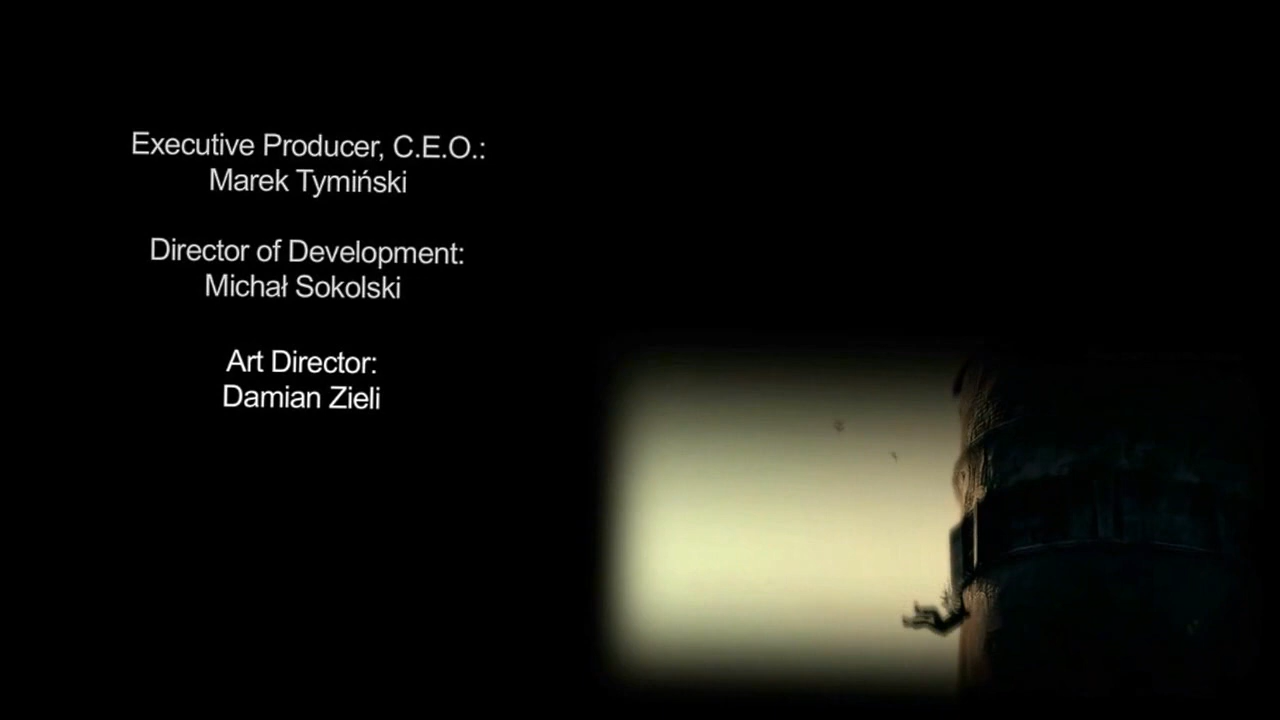 Executive Producer, C.E.O.:
Marek Tymiński
Director of Development:
Michał Sokolski
Art Director:
Damian Zieli